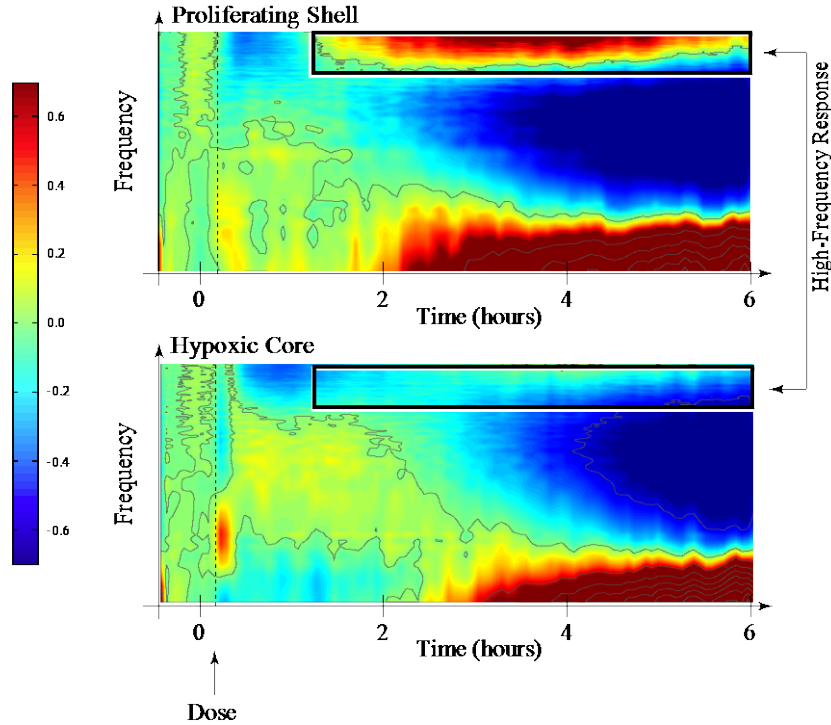 Proliferating Shell
0.6
0.4
0.2
0.0
-0.2
-0.4
-0.6
Frequency
0
2
4
6
Time (hours)
High-Frequency Response
Hypoxic Core
Frequency
0
2
4
6
Time (hours)
Dose